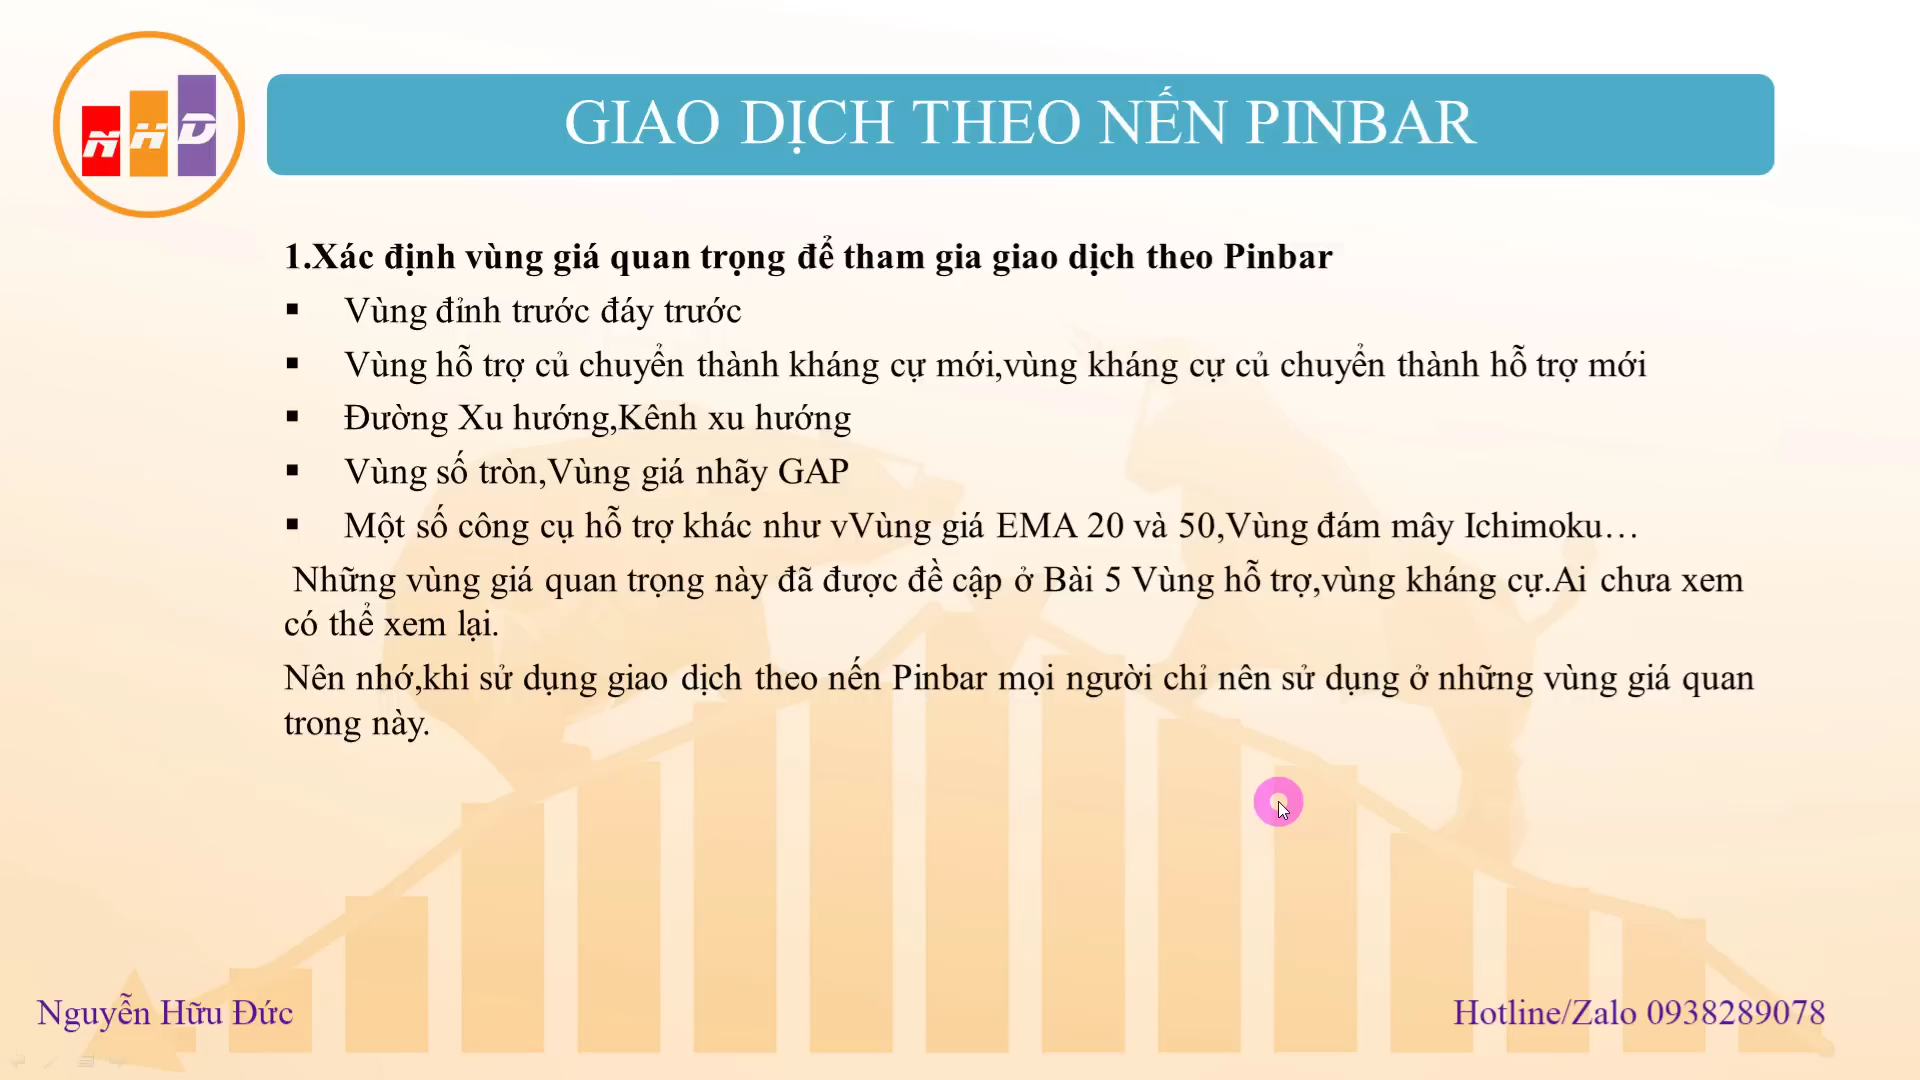 NHD
GIAO DỊCH THEO NẾN PINBAR
1.Xác định vùng giá quan trọng để tham gia giao dịch theo Pinbar
▪ Vùng đỉnh trước đáy trước
▪ Vùng hỗ trợ củ chuyển thành kháng cự mới,vùng kháng cự củ chuyển thành hỗ trợ mới
▪ Đường Xu hướng,Kênh xu hướng
▪ Vùng số tròn,Vùng giá nhãy GAP
▪ Một số công cụ hỗ trợ khác như vVùng giá EMA 20 và 50,Vùng đám mây Ichimoku…
Những vùng giá quan trọng này đã được đề cập ở Bài 5 Vùng hỗ trợ,vùng kháng cự.Ai chưa xem
có thể xem lại.
Nên nhớ,khi sử dụng giao dịch theo nến Pinbar mọi người chỉ nên sử dụng ở những vùng giá quan
trong này.
Nguyễn Hữu Đức
Hotline/Zalo 0938289078